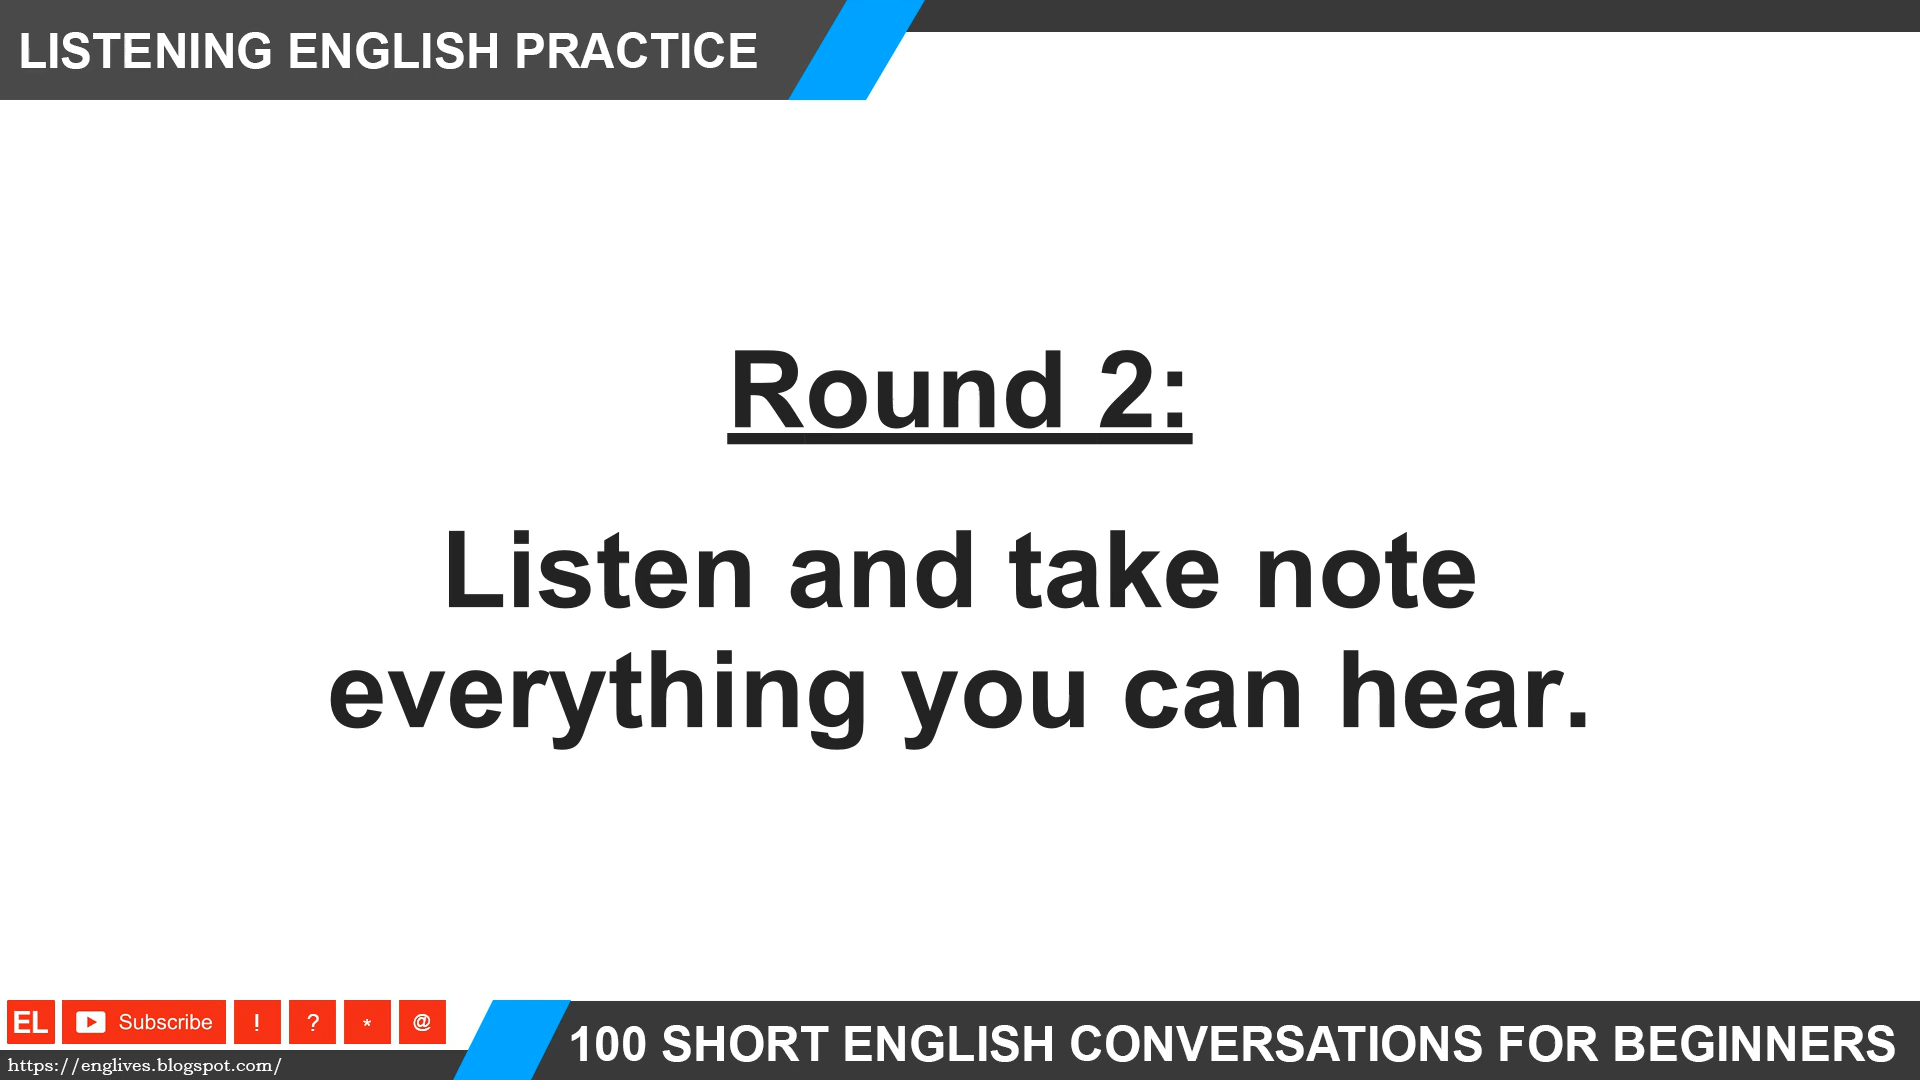 LISTENING ENGLISH PRACTICE
Round 2:
Listen and take note
everything you can hear.
EL Subscribe ! ? * @
https://englives.blogspot.com/
100 SHORT ENGLISH CONVERSATIONS FOR BEGINNERS